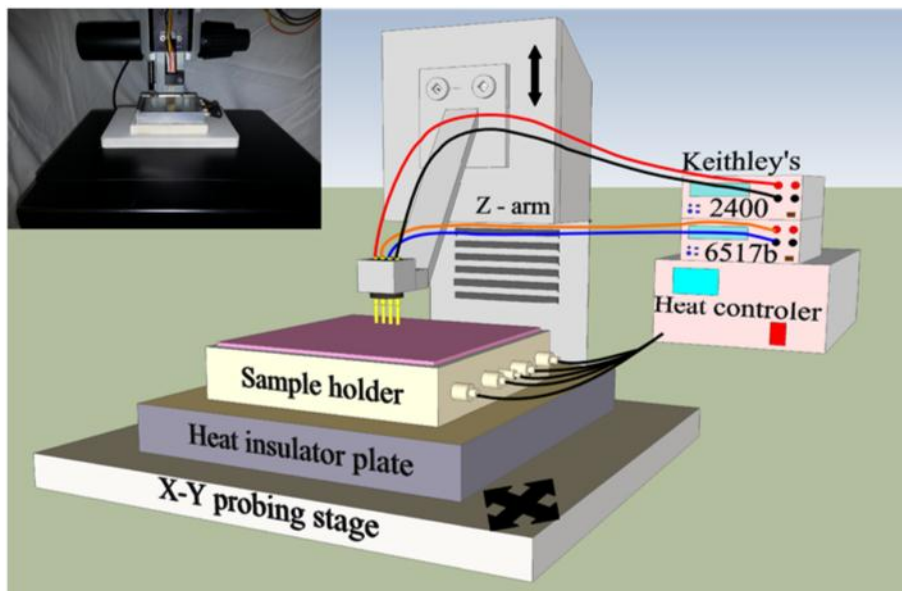 Keithley's
2400
Z - arm
6517b
Heat controler
Sample holder
Heat insulator plate
X-Y probing stage